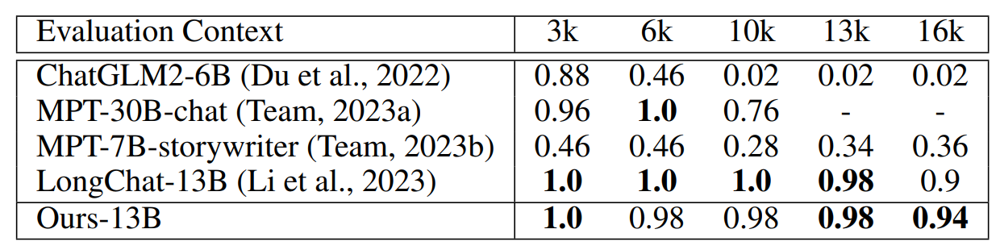 Evaluation Context 3k 6k 10k 13k 16k
ChatGLM2-6B (Du et al., 2022) 0.88 0.46 0.02 0.02 0.02
MPT-30B-chat (Team, 2023a) 0.96 1.0 0.76 - -
MPT-7B-storywriter (Team, 2023b) 0.46 0.46 0.28 0.34 0.36
LongChat-13B (Li et al., 2023) 1.0 1.0 1.0 0.98 0.9
Ours-13B 1.0 0.98 0.98 0.98 0.94